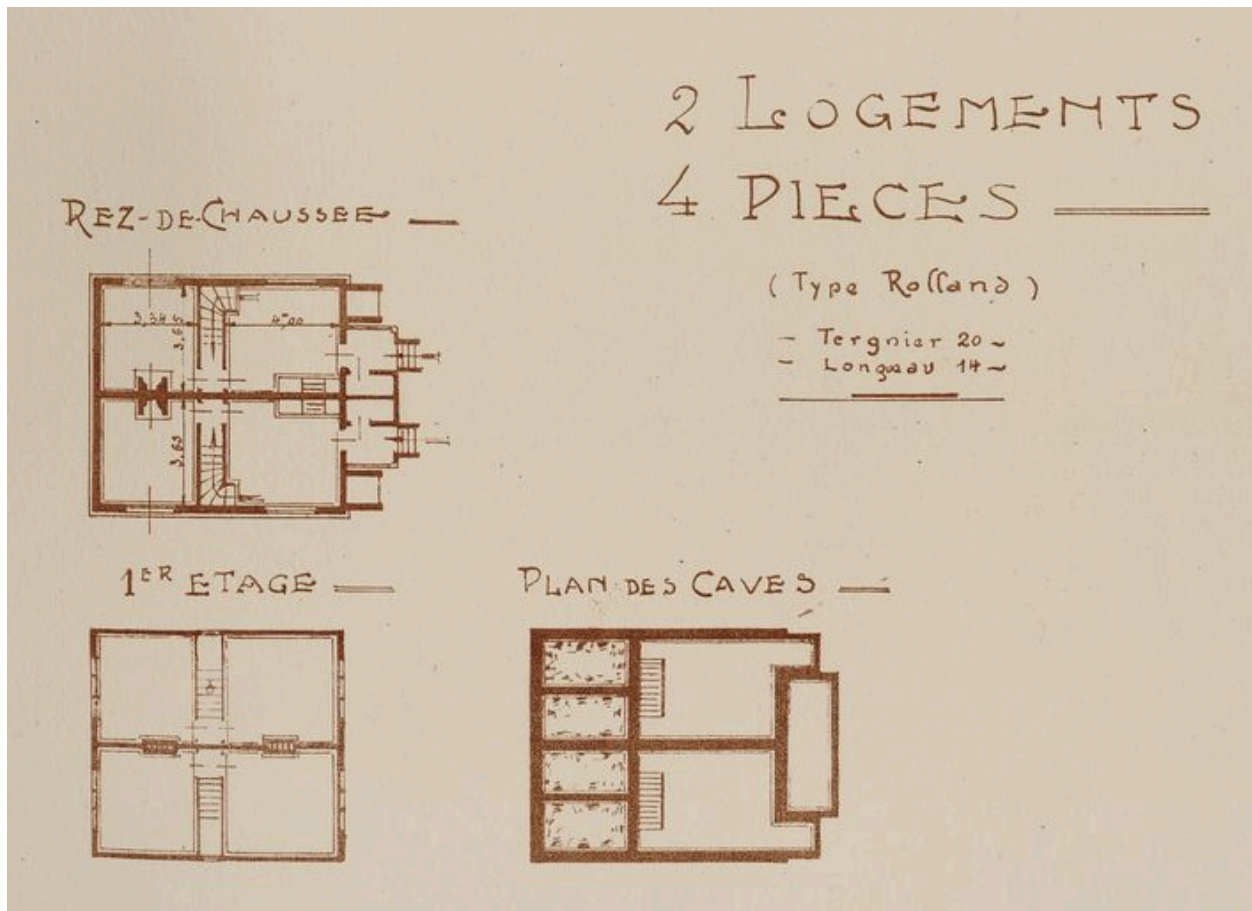 2 LOGEMENTS
4 PIECES
(Type Rolland)
- Tergnier 20
- Longueau 14
REZ-DE-CHAUSSEE
3,34
3,65
4,00
3,63
1ER ETAGE
PLAN DES CAVES